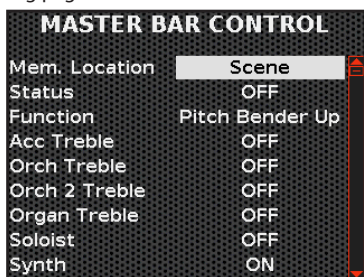 MASTER BAR CONTROL
Mem. Location Scene
Status OFF
Function Pitch Bender Up
Acc Treble OFF
Orch Treble OFF
Orch 2 Treble OFF
Organ Treble OFF
Soloist OFF
Synth ON